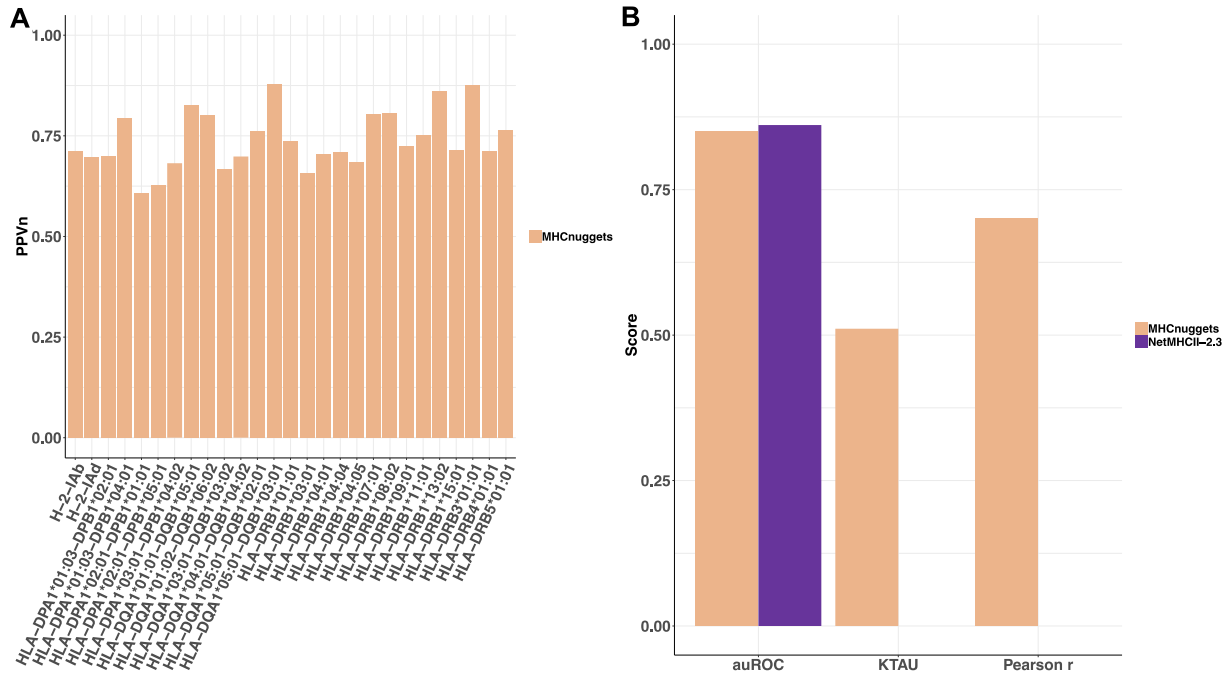 A
1.00
0.75
0.50
0.25
0.00
PPVn
MHCnuggets
H−2−IAb
H−2−IAd
HLA−DPA1*01:03−DPB1*02:01
HLA−DPA1*01:03−DPB1*04:01
HLA−DPA1*02:01−DPB1*01:01
HLA−DPA1*02:01−DPB1*05:01
HLA−DPA1*03:01−DPB1*04:02
HLA−DQA1*01:01−DQB1*05:01
HLA−DQA1*01:02−DQB1*06:02
HLA−DQA1*03:01−DQB1*03:02
HLA−DQA1*04:01−DQB1*04:02
HLA−DQA1*05:01−DQB1*02:01
HLA−DQA1*05:01−DQB1*03:01
HLA−DRB1*01:01
HLA−DRB1*03:01
HLA−DRB1*04:01
HLA−DRB1*04:04
HLA−DRB1*04:05
HLA−DRB1*07:01
HLA−DRB1*08:02
HLA−DRB1*09:01
HLA−DRB1*11:01
HLA−DRB1*13:02
HLA−DRB1*15:01
HLA−DRB3*01:01
HLA−DRB4*01:01
HLA−DRB5*01:01
B
1.00
0.75
0.50
0.25
0.00
Score
auROC
KTAU
Pearson r
MHCnuggets
NetMHCII−2.3